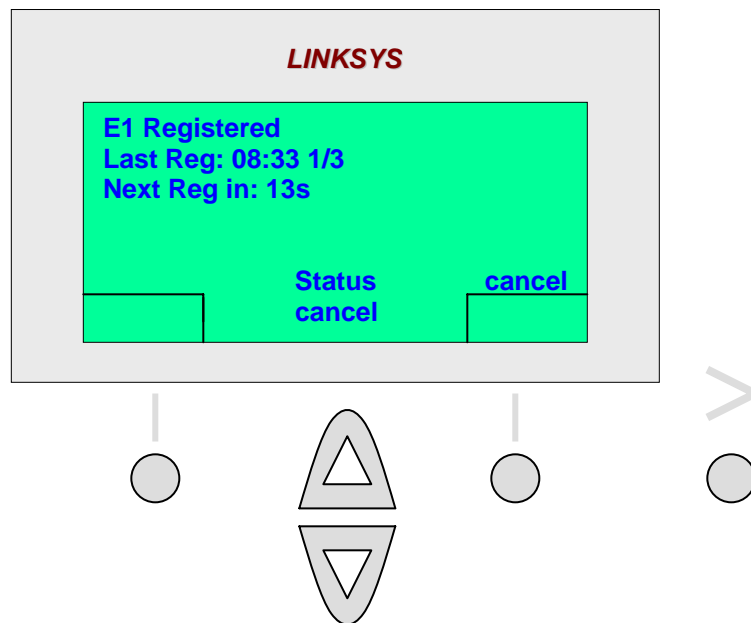 LINKSYS
E1 Registered
Last Reg: 08:33 1/3
Next Reg in: 13s
Status cancel
cancel